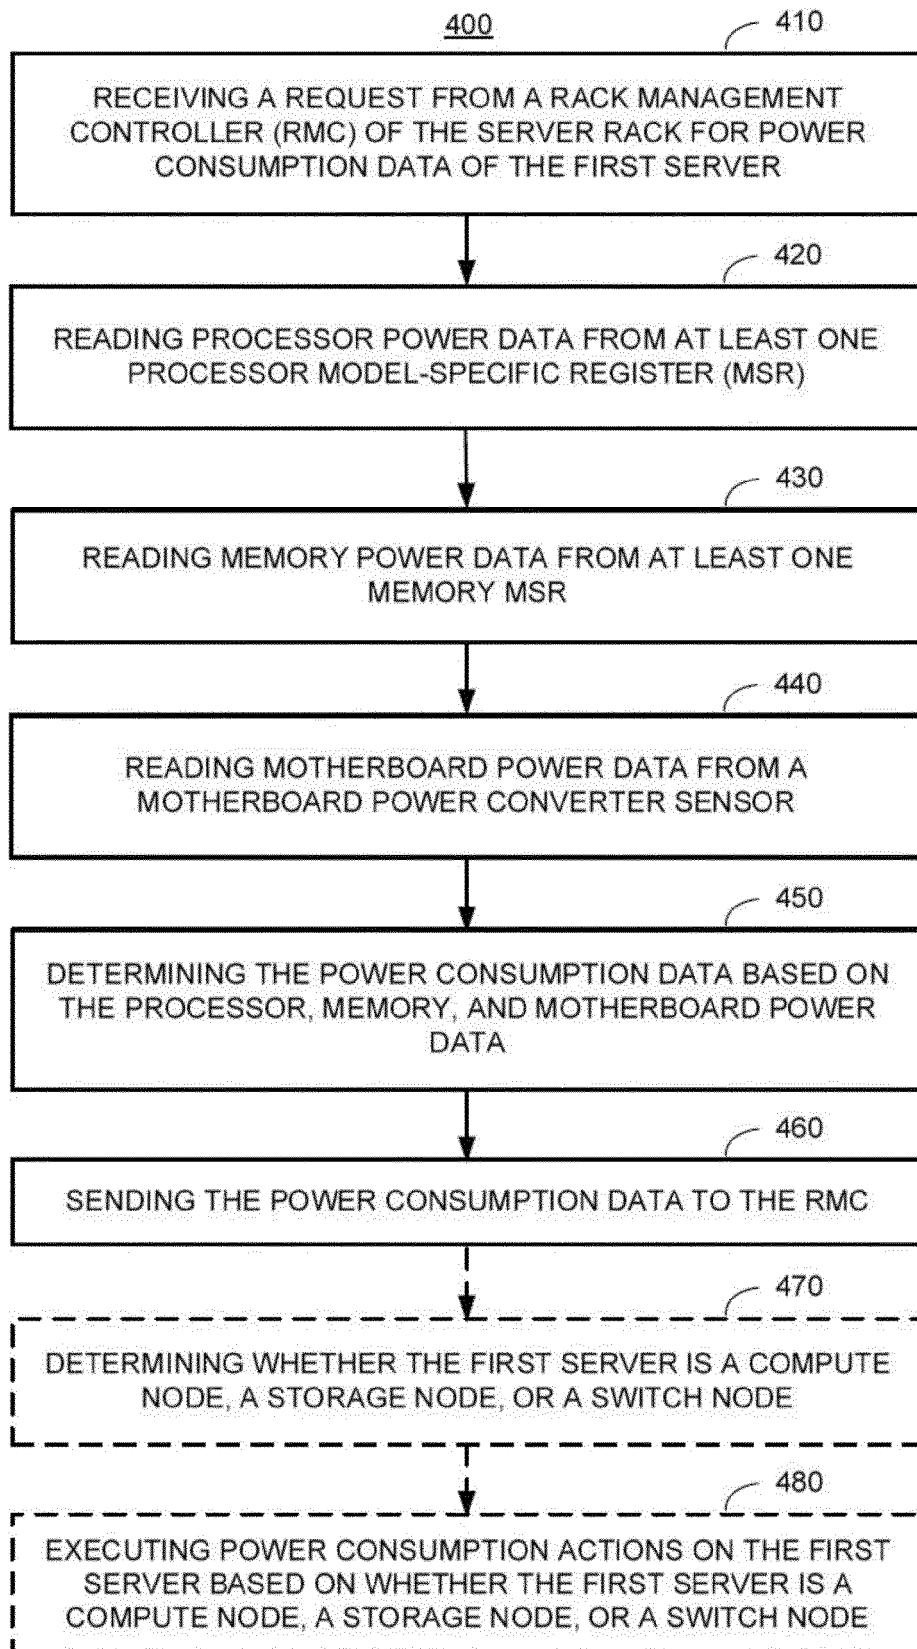 400
410
RECEIVING A REQUEST FROM A RACK MANAGEMENT
CONTROLLER (RMC) OF THE SERVER RACK FOR POWER
CONSUMPTION DATA OF THE FIRST SERVER
420
READING PROCESSOR POWER DATA FROM AT LEAST ONE
PROCESSOR MODEL-SPECIFIC REGISTER (MSR)
430
READING MEMORY POWER DATA FROM AT LEAST ONE
MEMORY MSR
440
READING MOTHERBOARD POWER DATA FROM A
MOTHERBOARD POWER CONVERTER SENSOR
450
DETERMINING THE POWER CONSUMPTION DATA BASED ON
THE PROCESSOR, MEMORY, AND MOTHERBOARD POWER
DATA
460
SENDING THE POWER CONSUMPTION DATA TO THE RMC
470
DETERMINING WHETHER THE FIRST SERVER IS A COMPUTE
NODE, A STORAGE NODE, OR A SWITCH NODE
480
EXECUTING POWER CONSUMPTION ACTIONS ON THE FIRST
SERVER BASED ON WHETHER THE FIRST SERVER IS A
COMPUTE NODE, A STORAGE NODE, OR A SWITCH NODE